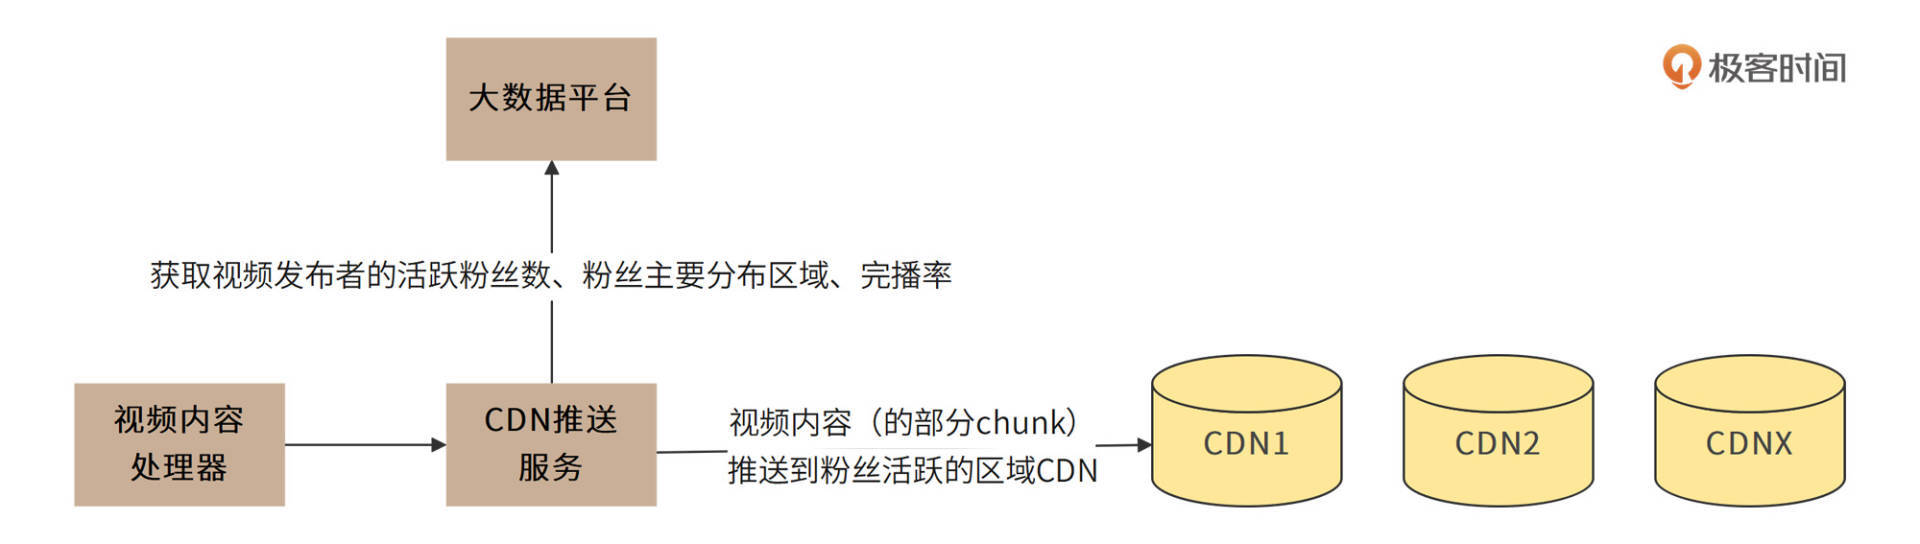 极客时间
大数据平台
获取视频发布者的活跃粉丝数、粉丝主要分布区域、完播率
视频内容
处理器
CDN推送
服务
视频内容（的部分chunk）
推送到粉丝活跃的区域CDN
CDN1
CDN2
CDNX